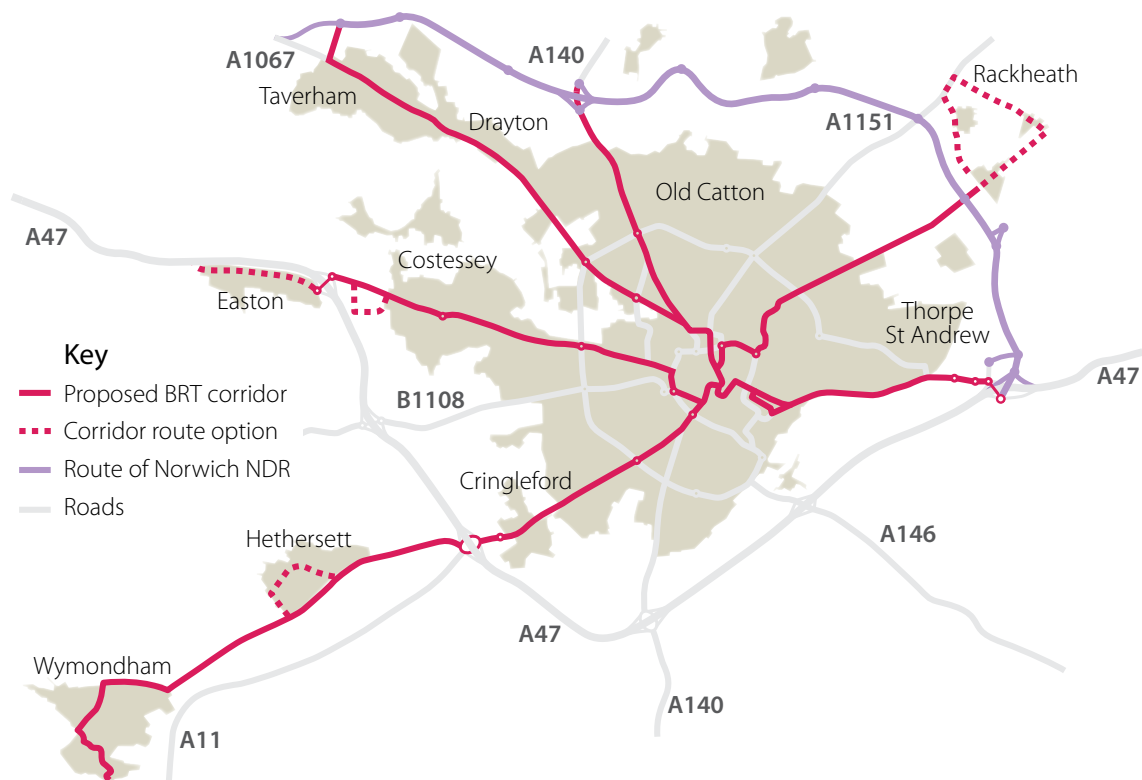 A1067
A140
Rackheath
Taverham
Drayton
A1151
Old Catton
A47
Costessey
Easton
Thorpe
St Andrew
Key
Proposed BRT corridor
Corridor route option
Route of Norwich NDR
Roads
A47
B1108
Cringleford
Hethersett
A146
A47
Wymondham
A140
A11